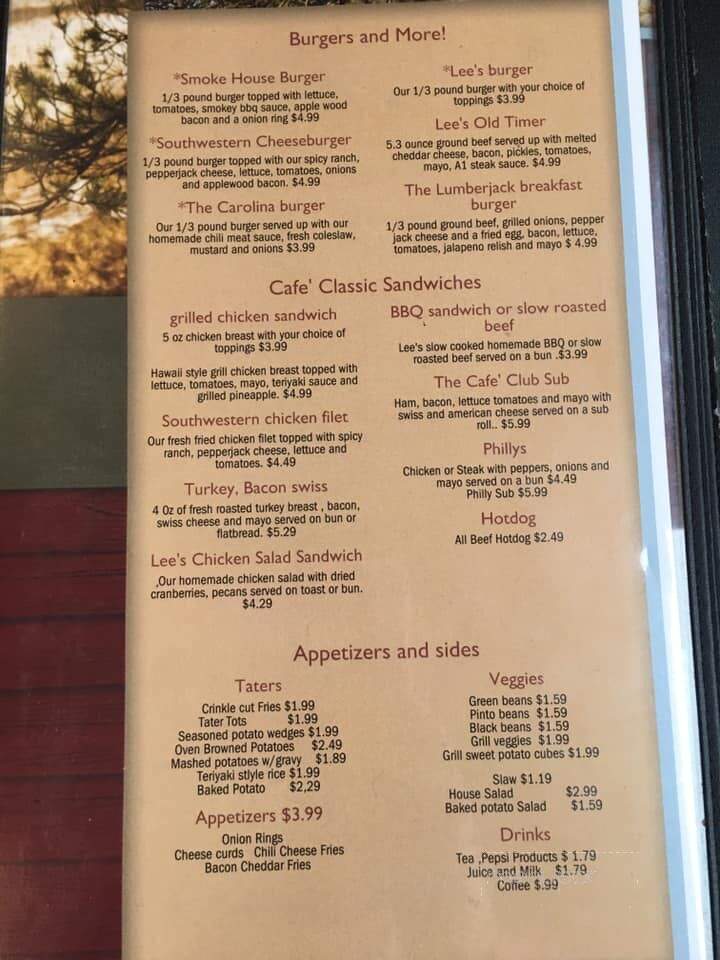 Burgers and More!
*Smoke House Burger
1/3 pound burger topped with lettuce,
tomatoes, smokey bbq sauce, apple wood
bacon and a onion ring $4.99
*Southwestern Cheeseburger
1/3 pound burger topped with our spicy ranch,
pepperjack cheese, lettuce, tomatoes, onions
and applewood bacon. $4.99
*The Carolina burger
Our 1/3 pound burger served up with our
homemade chili meat sauce, fresh coleslaw,
mustard and onions $3.99
*Lee's burger
Our 1/3 pound burger with your choice of
toppings $3.99
Lee's Old Timer
5.3 ounce ground beef served up with melted
cheddar cheese, bacon, pickles, tomatoes,
mayo, A1 steak sauce. $4.99
The Lumberjack breakfast
burger
1/3 pound ground beef, grilled onions, pepper
jack cheese and a fried egg, bacon, lettuce,
tomatoes, jalapeno relish and mayo $ 4.99
Cafe' Classic Sandwiches
grilled chicken sandwich
5 oz chicken breast with your choice of
toppings $3.99
Hawaii style grill chicken breast topped with
lettuce, tomatoes, mayo, teriyaki sauce and
grilled pineapple. $4.99
Southwestern chicken filet
Our fresh fried chicken filet topped with spicy
ranch, pepperjack cheese, lettuce and
tomatoes. $4.49
Turkey, Bacon swiss
4 Oz of fresh roasted turkey breast , bacon,
swiss cheese and mayo served on bun or
flatbread. $5.29
Lee's Chicken Salad Sandwich
,Our homemade chicken salad with dried
cranberries, pecans served on toast or bun.
$4.29
BBQ sandwich or slow roasted
beef
Lee's slow cooked homemade BBQ or slow
roasted beef served on a bun .$3.99
The Cafe' Club Sub
Ham, bacon, lettuce tomatoes and mayo with
swiss and american cheese served on a sub
roll.. $5.99
Phillys
Chicken or Steak with peppers, onions and
mayo served on a bun $4.49
Philly Sub $5.99
Hotdog
All Beef Hotdog $2.49
Appetizers and sides
Taters
Crinkle cut Fries $1.99
Tater Tots $1.99
Seasoned potato wedges $1.99
Oven Browned Potatoes $2.49
Mashed potatoes w/gravy $1.89
Teriyaki stlyle rice $1.99
Baked Potato $2,29
Appetizers $3.99
Onion Rings
Cheese curds Chili Cheese Fries
Bacon Cheddar Fries
Veggies
Green beans $1.59
Pinto beans $1.59
Black beans $1.59
Grill veggies $1.99
Grill sweet potato cubes $1.99
Slaw $1.19
House Salad $2.99
Baked potato Salad $1.59
Drinks
Tea ,Pepsi Products $ 1.79
Juice and Milk $1.79
Coffee $.99